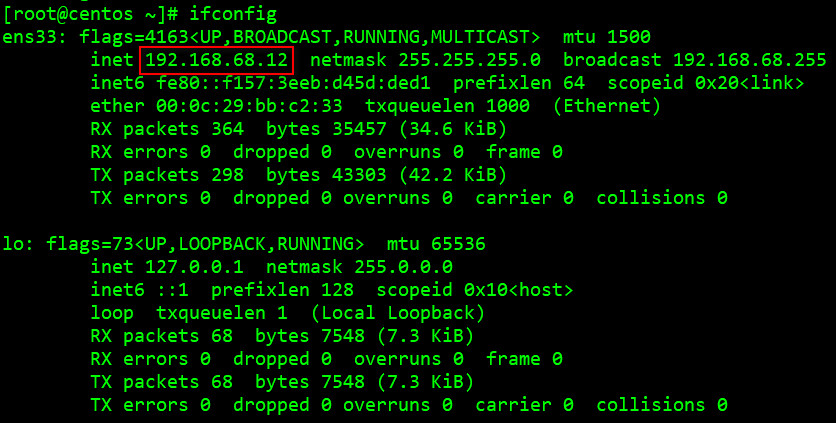 [root@centos ~]# ifconfig
ens33: flags=4163<UP,BROADCAST,RUNNING,MULTICAST>  mtu 1500
        inet 192.168.68.12  netmask 255.255.255.0  broadcast 192.168.68.255
        inet6 fe80::f157:3eeb:d45d:ded1  prefixlen 64  scopeid 0x20<link>
        ether 00:0c:29:bb:c2:33  txqueuelen 1000  (Ethernet)
        RX packets 364  bytes 35457 (34.6 KiB)
        RX errors 0  dropped 0  overruns 0  frame 0
        TX packets 298  bytes 43303 (42.2 KiB)
        TX errors 0  dropped 0 overruns 0  carrier 0  collisions 0

lo: flags=73<UP,LOOPBACK,RUNNING>  mtu 65536
        inet 127.0.0.1  netmask 255.0.0.0
        inet6 ::1  prefixlen 128  scopeid 0x10<host>
        loop  txqueuelen 1  (Local Loopback)
        RX packets 68  bytes 7548 (7.3 KiB)
        RX errors 0  dropped 0  overruns 0  frame 0
        TX packets 68  bytes 7548 (7.3 KiB)
        TX errors 0  dropped 0 overruns 0  carrier 0  collisions 0